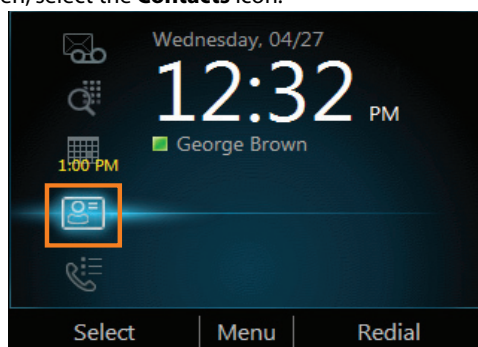 en, select the Contacts icon.
Wednesday, 04/27
12:32 PM
George Brown
1:00 PM
Select Menu Redial